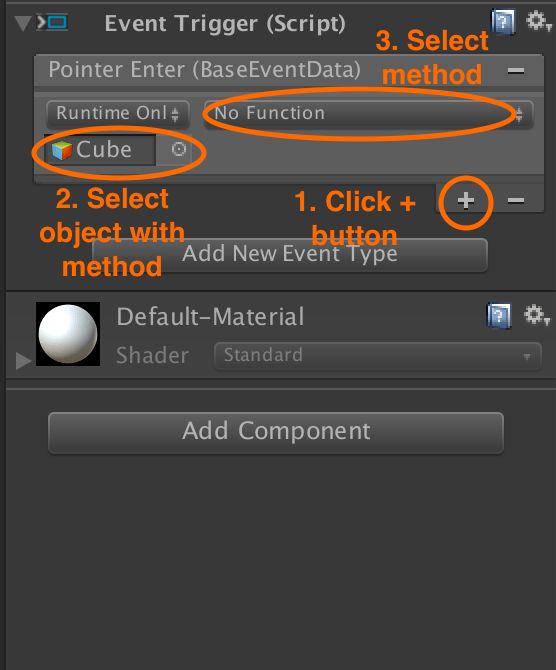 Event Trigger (Script)
3. Select
method
Pointer Enter (BaseEventData)
Runtime Onl
No Function
Cube
2. Select
object with
method
1. Click +
button
Add New Event Type
Default-Material
Shader
Standard
Add Component